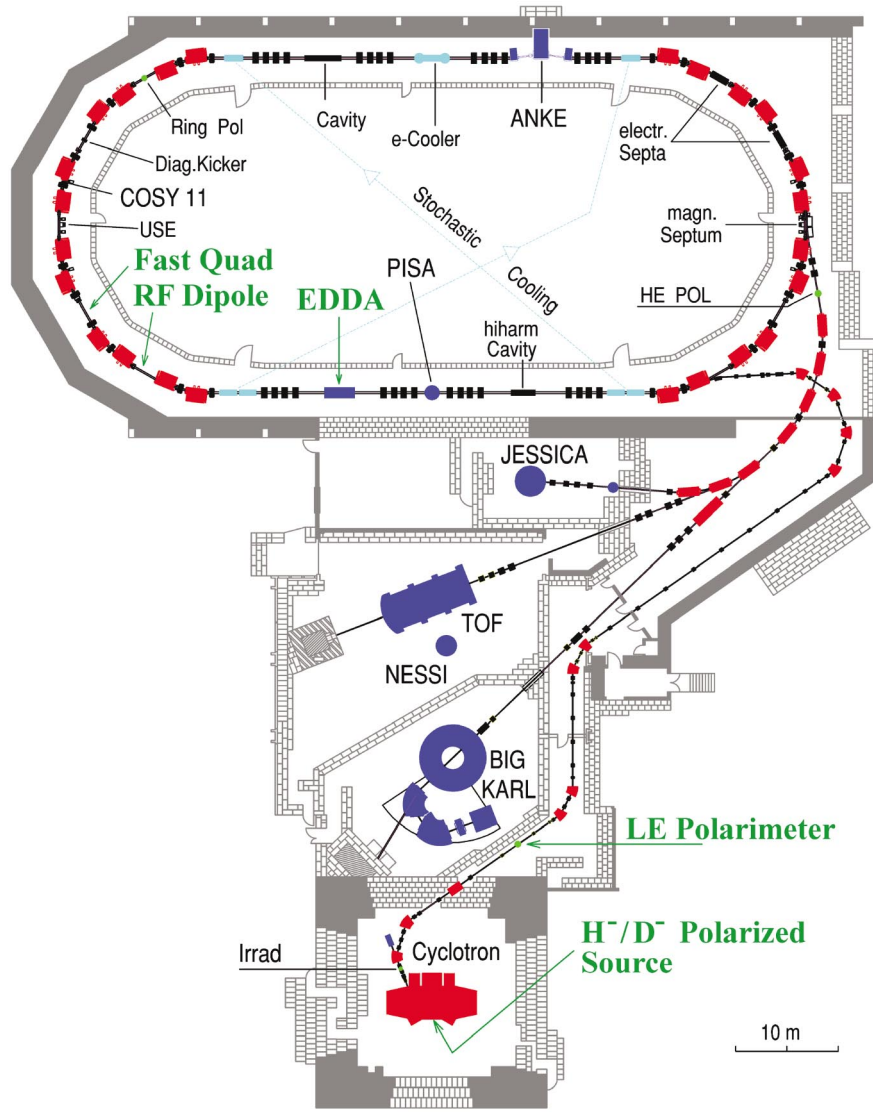 Ring Pol
Cavity
e-Cooler
ANKE
electr.
Septa
Diag.Kicker
COSY 11
USE
Stochastic
Cooling
magn.
Septum
Fast Quad
RF Dipole
EDDA
PISA
hiharm
Cavity
HE POL
JESSICA
TOF
NESSI
BIG
KARL
LE Polarimeter
H⁻/D⁻ Polarized
Source
Irrad
Cyclotron
10 m